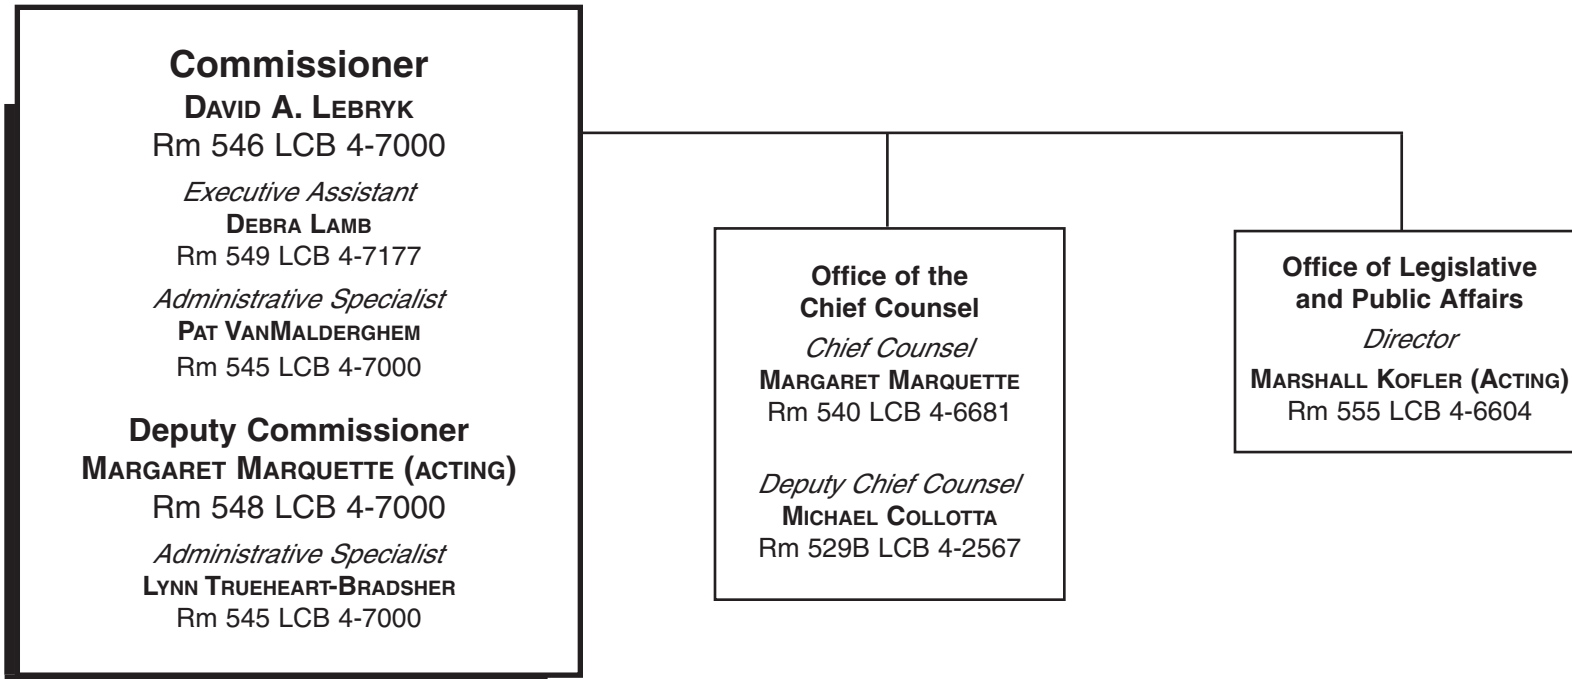 Commissioner
DAVID A. LEBRYK
Rm 546 LCB 4-7000
Executive Assistant
DEBRA LAMB
Rm 549 LCB 4-7177
Administrative Specialist
PAT VANMALDERGHEM
Rm 545 LCB 4-7000
Deputy Commissioner
MARGARET MARQUETTE (ACTING)
Rm 548 LCB 4-7000
Administrative Specialist
LYNN TRUEHEART-BRADSHER
Rm 545 LCB 4-7000
Office of the
Chief Counsel
Chief Counsel
MARGARET MARQUETTE
Rm 540 LCB 4-6681
Deputy Chief Counsel
MICHAEL COLLOTTA
Rm 529B LCB 4-2567
Office of Legislative
and Public Affairs
Director
MARSHALL KOFLER (ACTING)
Rm 555 LCB 4-6604